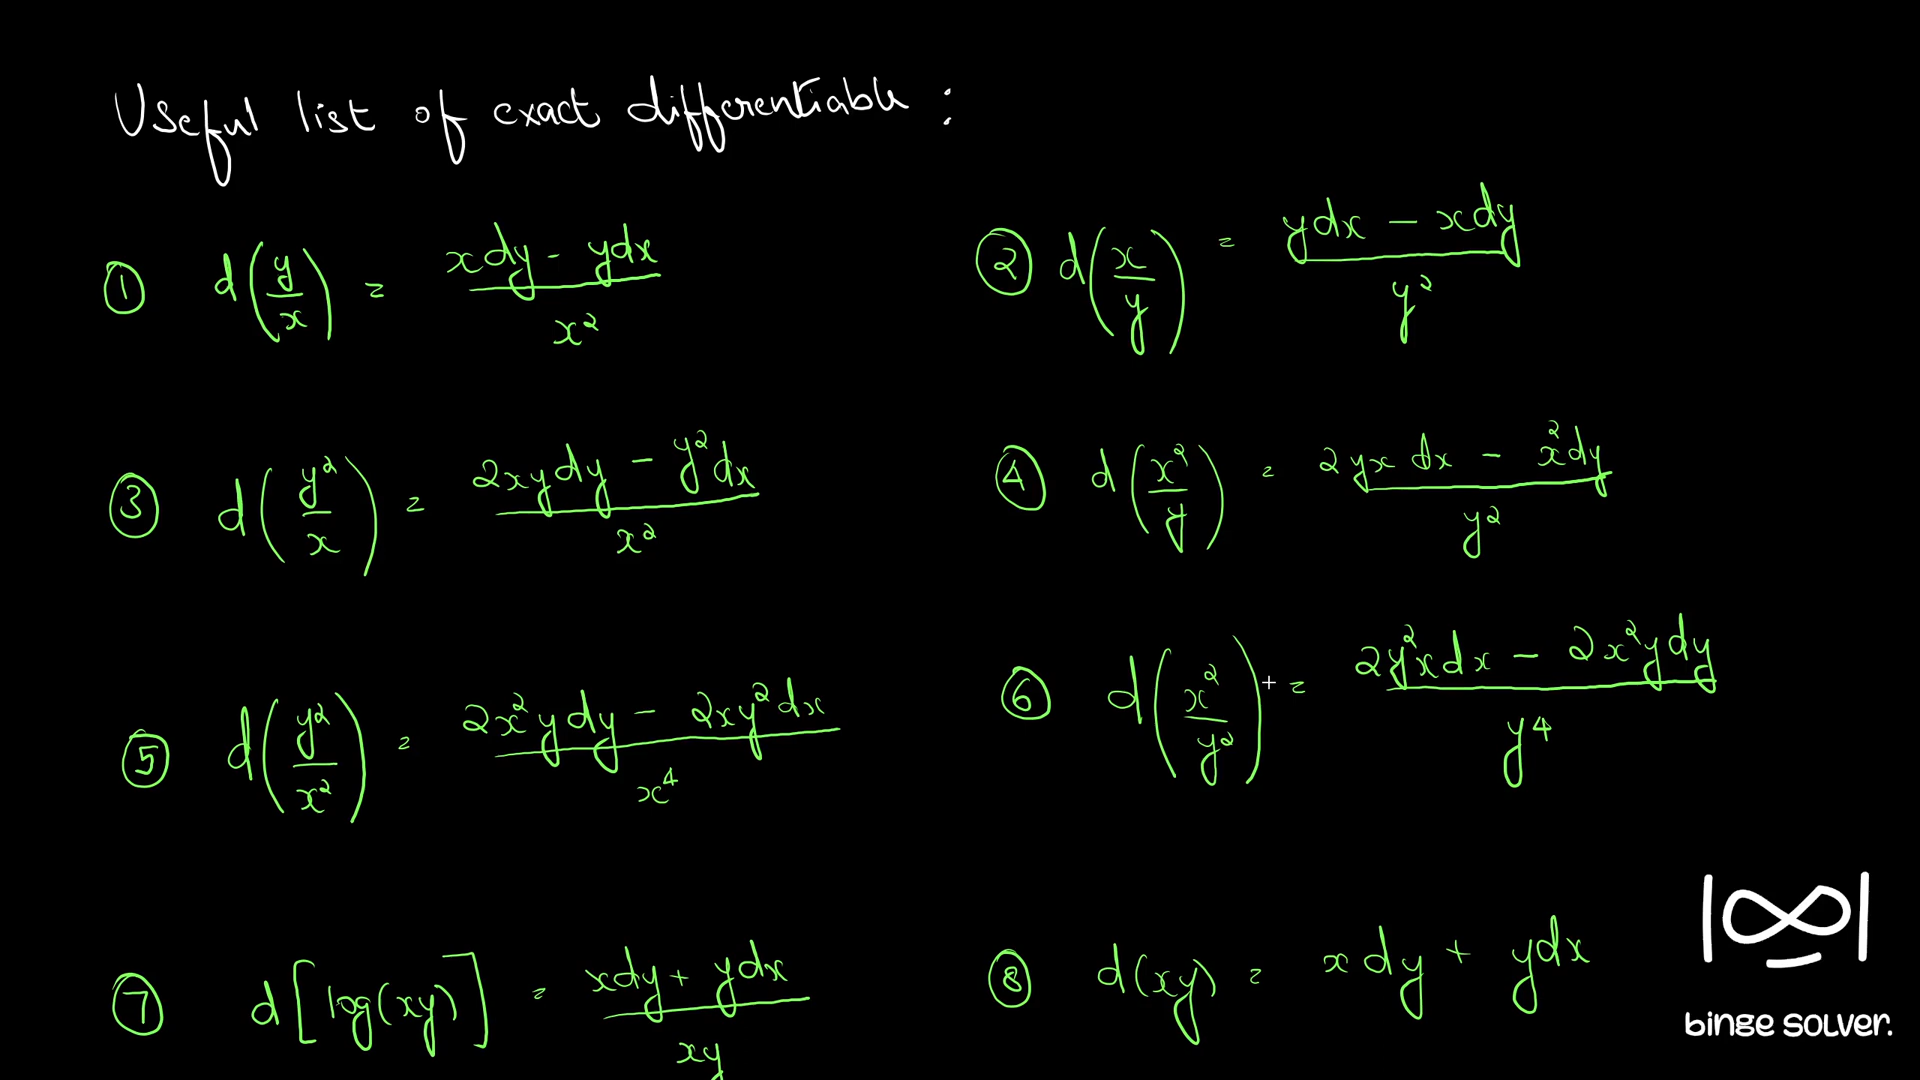 Useful list of exact differentiable :
① d(y/x) = (xdy - ydx)/x²
② d(x/y) = (ydx - xdy)/y²
③ d(y²/x) = (2xydy - y²dx)/x²
④ d(x²/y) = (2yx dx - x²dy)/y²
⑤ d(y²/x²) = (2x²ydy - 2xy²dx)/x⁴
⑥ d(x²/y²) = (2y²xdx - 2x²ydy)/y⁴
⑦ d[log(xy)] = (xdy + ydx)/xy
⑧ d(xy) = xdy + ydx
binge solver.